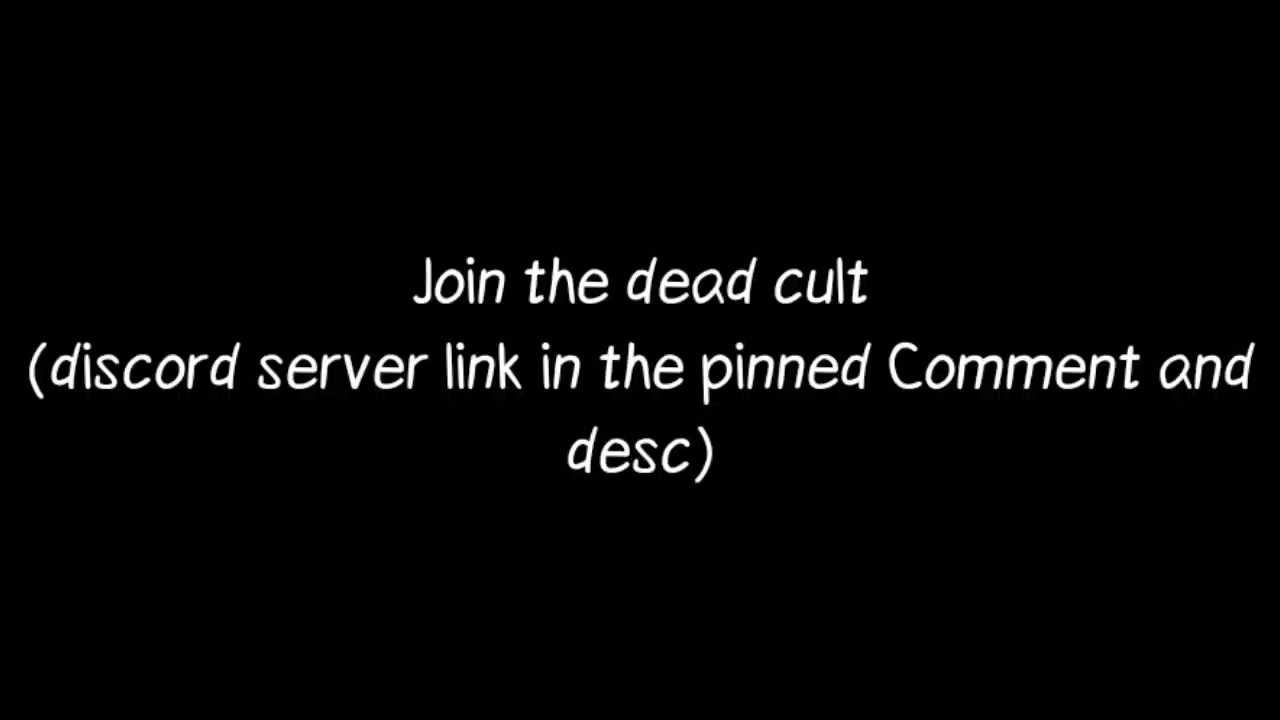 Join the dead cult
(discord server link in the pinned Comment and
desc)